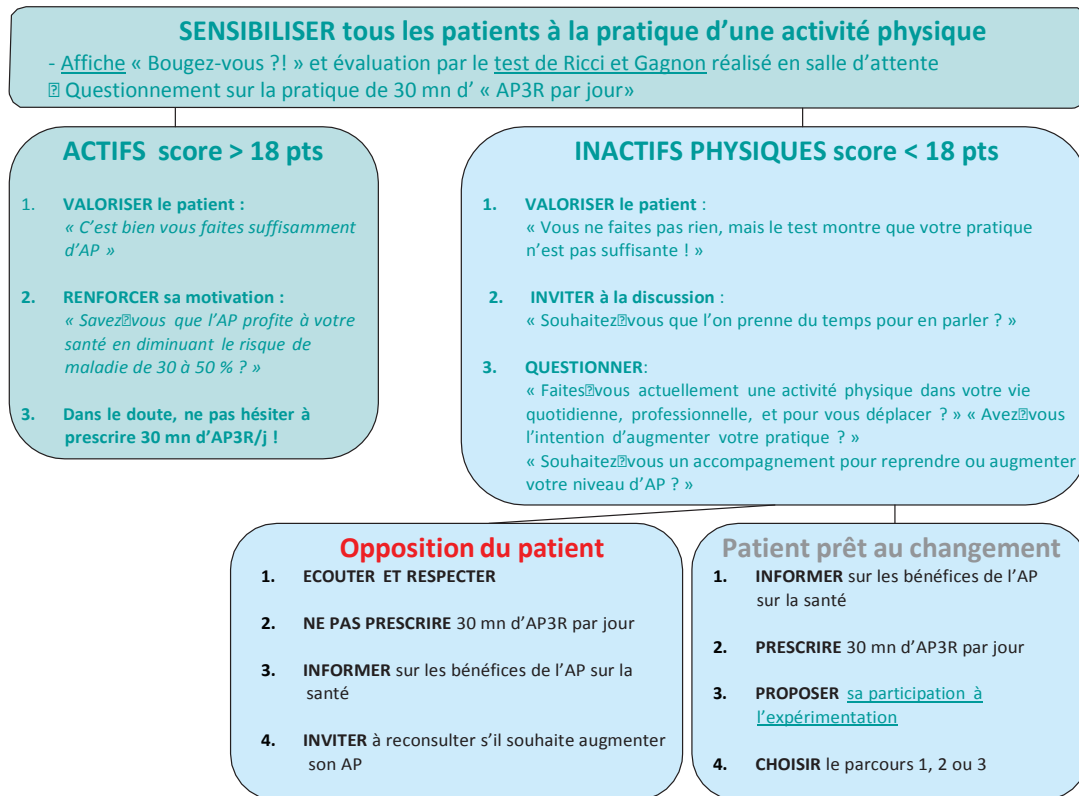 SENSIBILISER tous les patients à la pratique d'une activité physique
- Affiche « Bougez-vous ?! » et évaluation par le test de Ricci et Gagnon réalisé en salle d'attente
⍰ Questionnement sur la pratique de 30 mn d' « AP3R par jour»
ACTIFS score > 18 pts
1. VALORISER le patient :
« C'est bien vous faites suffisamment
d'AP »
2. RENFORCER sa motivation :
« Savez⍰vous que l'AP profite à votre
santé en diminuant le risque de
maladie de 30 à 50 % ? »
3. Dans le doute, ne pas hésiter à
prescrire 30 mn d'AP3R/j !
INACTIFS PHYSIQUES score < 18 pts
1. VALORISER le patient :
« Vous ne faites pas rien, mais le test montre que votre pratique
n'est pas suffisante ! »
2. INVITER à la discussion :
« Souhaitez⍰vous que l'on prenne du temps pour en parler ? »
3. QUESTIONNER:
« Faites⍰vous actuellement une activité physique dans votre vie
quotidienne, professionnelle, et pour vous déplacer ? » « Avez⍰vous
l'intention d'augmenter votre pratique ? »
« Souhaitez⍰vous un accompagnement pour reprendre ou augmenter
votre niveau d'AP ? »
Opposition du patient
1. ECOUTER ET RESPECTER
2. NE PAS PRESCRIRE 30 mn d'AP3R par jour
3. INFORMER sur les bénéfices de l'AP sur la
santé
4. INVITER à reconsulter s'il souhaite augmenter
son AP
Patient prêt au changement
1. INFORMER sur les bénéfices de l'AP
sur la santé
2. PRESCRIRE 30 mn d'AP3R par jour
3. PROPOSER sa participation à
l'expérimentation
4. CHOISIR le parcours 1, 2 ou 3